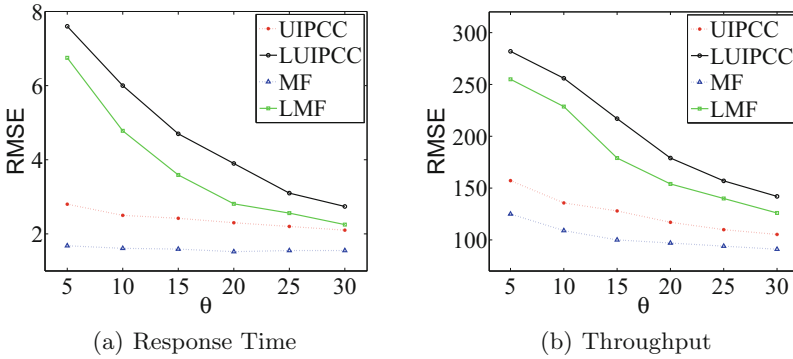 8
6
4
2
RMSE
UIPCC
LUIPCC
MF
LMF
5 10 15 20 25 30
θ
(a) Response Time
300
250
200
150
100
RMSE
UIPCC
LUIPCC
MF
LMF
5 10 15 20 25 30
θ
(b) Throughput